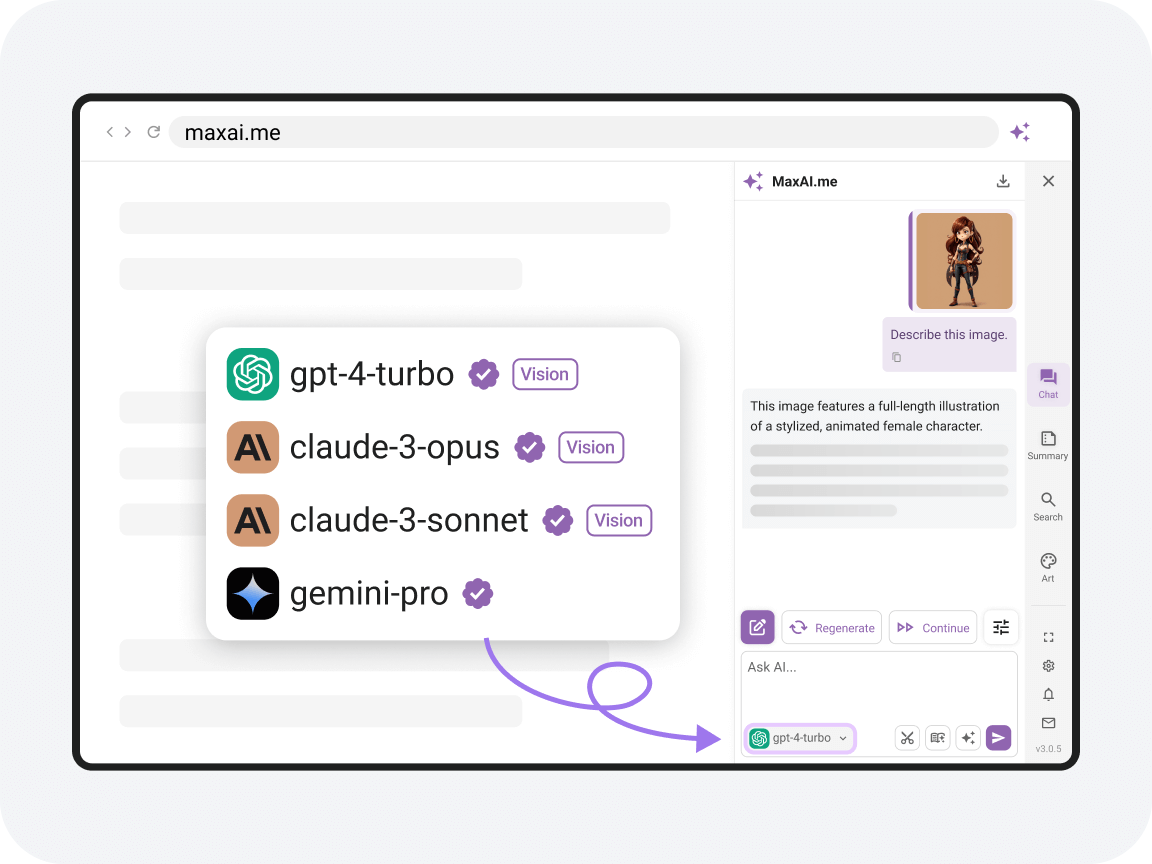 maxai.me
MaxAI.me
Describe this image.
This image features a full-length illustration
of a stylized, animated female character.
gpt-4-turbo Vision
claude-3-opus Vision
claude-3-sonnet Vision
gemini-pro
Chat
Summary
Search
Art
Regenerate
Continue
Ask AI...
gpt-4-turbo
v3.0.5